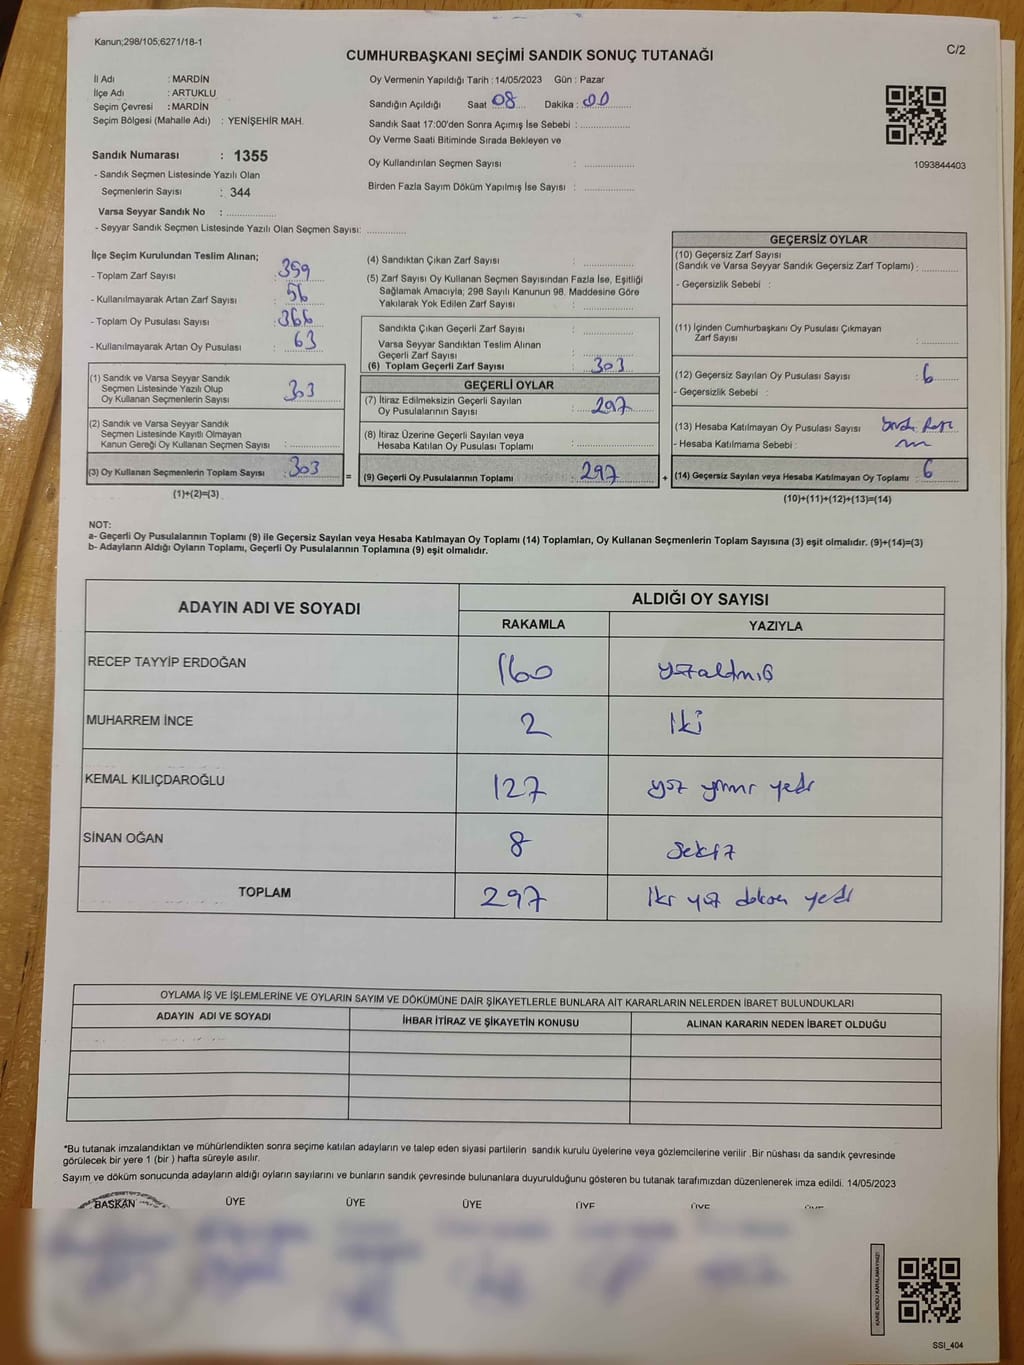 Kanun;298/105;6271/18-1
C/2
CUMHURBAŞKANI SEÇİMİ SANDIK SONUÇ TUTANAĞI
İl Adı : MARDİN
İlçe Adı : ARTUKLU
Seçim Çevresi : MARDİN
Seçim Bölgesi (Mahalle Adı) : YENİŞEHİR MAH.
Sandık Numarası : 1355
- Sandık Seçmen Listesinde Yazılı Olan
Seçmenlerin Sayısı : 344
Varsa Seyyar Sandık No :
- Seyyar Sandık Seçmen Listesinde Yazılı Olan Seçmen Sayısı:
Oy Vermenin Yapıldığı Tarih :14/05/2023 Gün : Pazar
Sandığın Açıldığı Saat 08 Dakika : 00
Sandık Saat 17:00'den Sonra Açımış İse Sebebi :
Oy Verme Saati Bitiminde Sırada Bekleyen ve
Oy Kullandırılan Seçmen Sayısı :
Birden Fazla Sayım Döküm Yapılmış İse Sayısı :
1093844403
İlçe Seçim Kurulundan Teslim Alınan;
- Toplam Zarf Sayısı : 359
- Kullanılmayarak Artan Zarf Sayısı : 56
- Toplam Oy Pusulası Sayısı : 366
- Kullanılmayarak Artan Oy Pusulası : 63
(1) Sandık ve Varsa Seyyar Sandık
Seçmen Listesinde Yazılı Olup
Oy Kullanan Seçmenlerin Sayısı : 303
(2) Sandık ve Varsa Seyyar Sandık
Seçmen Listesinde Kayıtlı Olmayan
Kanun Gereği Oy Kullanan Seçmen Sayısı :
(3) Oy Kullanan Seçmenlerin Toplam Sayısı : 303
(1)+(2)=(3)
=
(4) Sandıktan Çıkan Zarf Sayısı :
(5) Zarf Sayısı Oy Kullanan Seçmen Sayısından Fazla İse, Eşitliği
Sağlamak Amacıyla; 298 Sayılı Kanunun 98. Maddesine Göre
Yakılarak Yok Edilen Zarf Sayısı :
Sandıkta Çıkan Geçerli Zarf Sayısı :
Varsa Seyyar Sandıktan Teslim Alınan
Geçerli Zarf Sayısı :
(6) Toplam Geçerli Zarf Sayısı : 303
GEÇERLİ OYLAR
(7) İtiraz Edilmeksizin Geçerli Sayılan
Oy Pusulalarının Sayısı : 297
(8) İtiraz Üzerine Geçerli Sayılan veya
Hesaba Katılan Oy Pusulası Toplamı :
(9) Geçerli Oy Pusulalarının Toplamı : 297
+
GEÇERSİZ OYLAR
(10) Geçersiz Zarf Sayısı
(Sandık ve Varsa Seyyar Sandık Geçersiz Zarf Toplamı) :
- Geçersizlik Sebebi :
(11) İçinden Cumhurbaşkanı Oy Pusulası Çıkmayan
Zarf Sayısı :
(12) Geçersiz Sayılan Oy Pusulası Sayısı : 6
- Geçersizlik Sebebi :
(13) Hesaba Katılmayan Oy Pusulası Sayısı :
- Hesaba Katılmama Sebebi :
(14) Geçersiz Sayılan veya Hesaba Katılmayan Oy Toplamı : 6
(10)+(11)+(12)+(13)=(14)
NOT:
a- Geçerli Oy Pusulalarının Toplamı (9) ile Geçersiz Sayılan veya Hesaba Katılmayan Oy Toplamı (14) Toplamları, Oy Kullanan Seçmenlerin Toplam Sayısına (3) eşit olmalıdır. (9)+(14)=(3)
b- Adayların Aldığı Oyların Toplamı, Geçerli Oy Pusulalarının Toplamına (9) eşit olmalıdır.
ADAYIN ADI VE SOYADI ALDIĞI OY SAYISI
RAKAMLA YAZIYLA
RECEP TAYYİP ERDOĞAN 160 yüzaltmış
MUHARREM İNCE 2 İki
KEMAL KILIÇDAROĞLU 127 yüz yirmi yedi
SİNAN OĞAN 8 Sekiz
TOPLAM 297 İki yüz doksan yedi
OYLAMA İŞ VE İŞLEMLERİNE VE OYLARIN SAYIM VE DÖKÜMÜNE DAİR ŞİKAYETLERLE BUNLARA AİT KARARLARIN NELERDEN İBARET BULUNDUKLARI
ADAYIN ADI VE SOYADI İHBAR İTİRAZ VE ŞİKAYETİN KONUSU ALINAN KARARIN NEDEN İBARET OLDUĞU
*Bu tutanak imzalandıktan ve mühürlendikten sonra seçime katılan adayların ve talep eden siyasi partilerin sandık kurulu üyelerine veya gözlemcilerine verilir .Bir nüshası da sandık çevresinde
görülecek bir yere 1 (bir ) hafta süreyle asılır.
Sayım ve döküm sonucunda adayların aldığı oyların sayılarını ve bunların sandık çevresinde bulunanlara duyurulduğunu gösteren bu tutanak tarafımızdan düzenlenerek imza edildi. 14/05/2023
BAŞKAN ÜYE ÜYE ÜYE ÜYE ÜYE ÜYE
KARE KODU KARALAMAYINIZ!
SSI_404